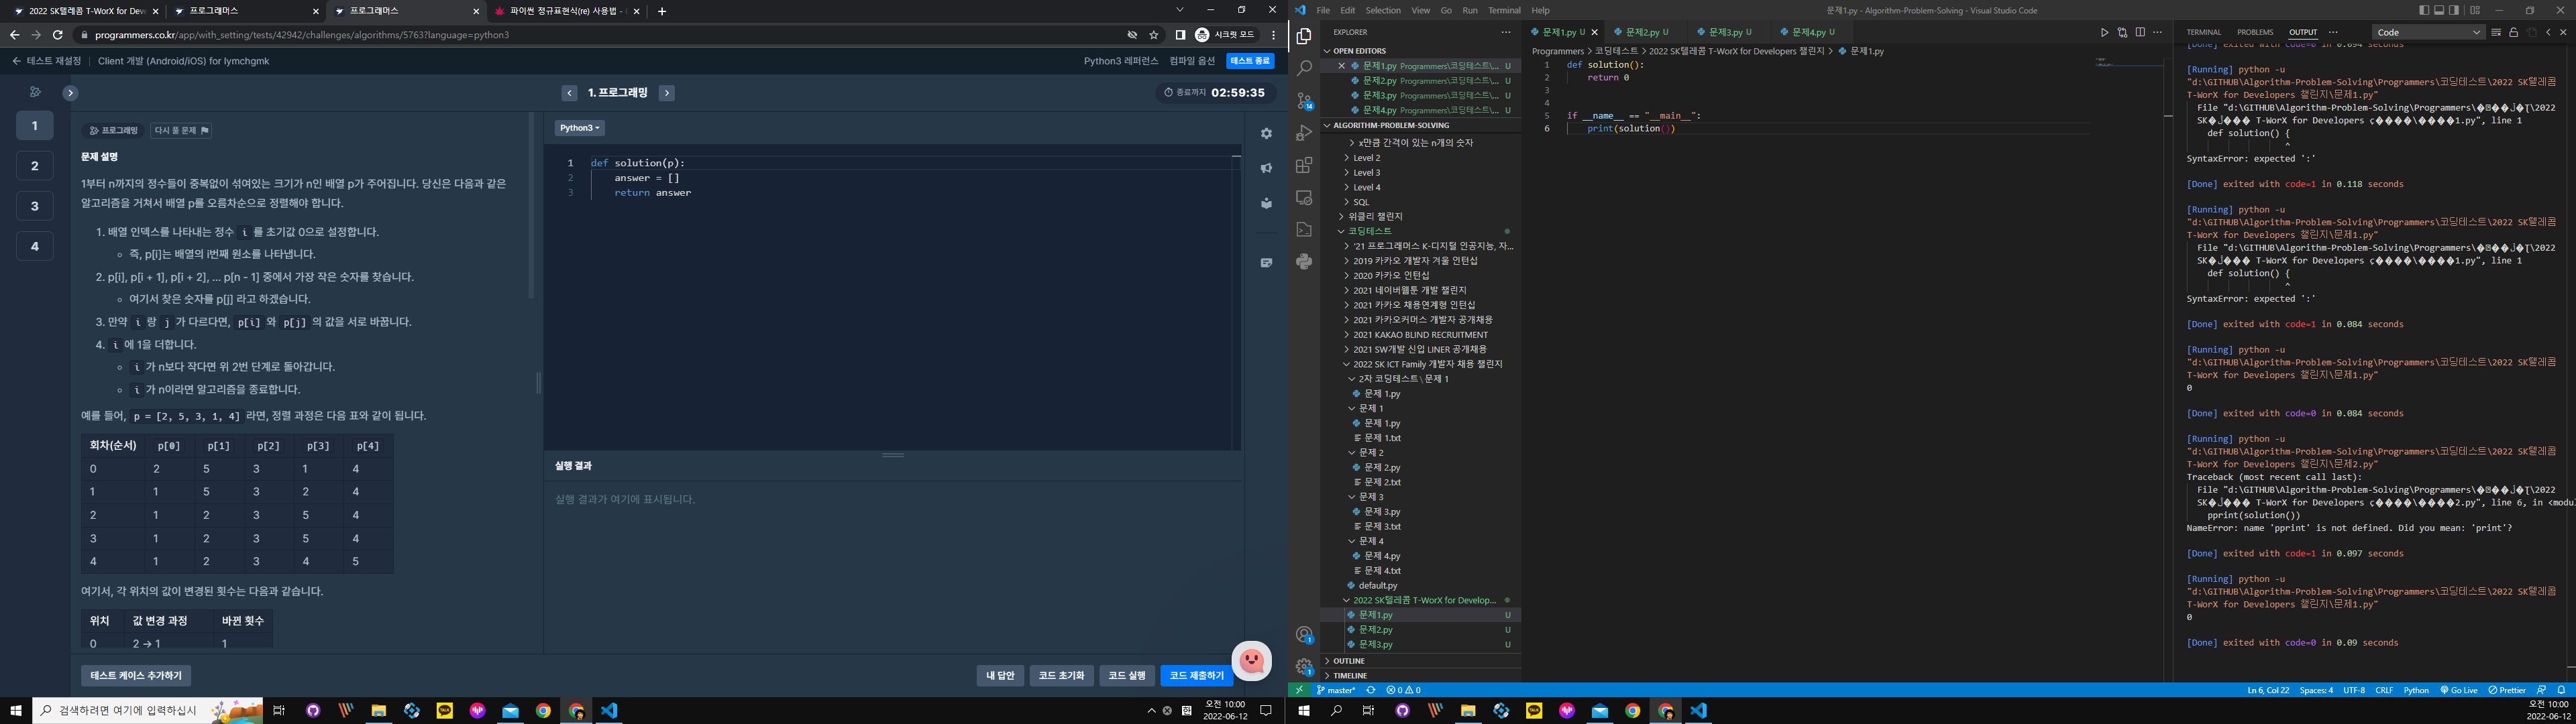 2022 SK텔레콤 T-WorX for Deve
프로그래머스
프로그래머스
파이썬 정규표현식(re) 사용법 -
programmers.co.kr/app/with_setting/tests/42942/challenges/algorithms/5763?language=python3
시크릿 모드
테스트 재설정
Client 개발 (Android/iOS) for lymchgmk
Python3 레퍼런스
컴파일 옵션
테스트 종료
1. 프로그래밍
종료까지 02:59:35
1
2
3
4
프로그래밍
다시 풀 문제
문제 설명
1부터 n까지의 정수들이 중복없이 섞여있는 크기가 n인 배열 p가 주어집니다. 당신은 다음과 같은
알고리즘을 거쳐서 배열 p를 오름차순으로 정렬해야 합니다.
1. 배열 인덱스를 나타내는 정수 i 를 초기값 0으로 설정합니다.
즉, p[i]는 배열의 i번째 원소를 나타냅니다.
2. p[i], p[i + 1], p[i + 2], ... p[n - 1] 중에서 가장 작은 숫자를 찾습니다.
여기서 찾은 숫자를 p[j] 라고 하겠습니다.
3. 만약 i 랑 j 가 다르다면, p[i] 와 p[j] 의 값을 서로 바꿉니다.
4. i 에 1을 더합니다.
i 가 n보다 작다면 위 2번 단계로 돌아갑니다.
i 가 n이라면 알고리즘을 종료합니다.
예를 들어, p = [2, 5, 3, 1, 4] 라면, 정렬 과정은 다음 표와 같이 됩니다.
회차(순서) p[0] p[1] p[2] p[3] p[4]
0 2 5 3 1 4
1 1 5 3 2 4
2 1 2 3 5 4
3 1 2 3 5 4
4 1 2 3 4 5
여기서, 각 위치의 값이 변경된 횟수는 다음과 같습니다.
위치 값 변경 과정 바뀐 횟수
0 2 → 1 1
Python3
1 def solution(p):
2 answer = []
3 return answer
실행 결과
실행 결과가 여기에 표시됩니다.
테스트 케이스 추가하기
내 답안
코드 초기화
코드 실행
코드 제출하기
검색하려면 여기에 입력하십시
오전 10:00
2022-06-12
File Edit Selection View Go Run Terminal Help
문제1.py - Algorithm-Problem-Solving - Visual Studio Code
EXPLORER
OPEN EDITORS
문제1.py Programmers\코딩테스트\... U
문제2.py Programmers\코딩테스트\... U
문제3.py Programmers\코딩테스트\... U
문제4.py Programmers\코딩테스트\... U
ALGORITHM-PROBLEM-SOLVING
x만큼 간격이 있는 n개의 숫자
Level 2
Level 3
Level 4
SQL
위클리 챌린지
코딩테스트
'21 프로그래머스 K-디지털 인공지능, 자...
2019 카카오 개발자 겨울 인턴십
2020 카카오 인턴십
2021 네이버웹툰 개발 챌린지
2021 카카오 채용연계형 인턴십
2021 카카오커머스 개발자 공개채용
2021 KAKAO BLIND RECRUITMENT
2021 SW개발 신입 LINER 공개채용
2022 SK ICT Family 개발자 채용 챌린지
2차 코딩테스트 \ 문제 1
문제 1.py
문제 1
문제 1.py
문제 1.txt
문제 2
문제 2.py
문제 2.txt
문제 3
문제 3.py
문제 3.txt
문제 4
문제 4.py
문제 4.txt
default.py
2022 SK텔레콤 T-WorX for Develop...
문제1.py U
문제2.py U
문제3.py U
OUTLINE
TIMELINE
문제1.py U
문제2.py U
문제3.py U
문제4.py U
Programmers > 코딩테스트 > 2022 SK텔레콤 T-WorX for Developers 챌린지 > 문제1.py
1 def solution():
2 return 0
3
4
5 if __name__ == "__main__":
6 print(solution())
TERMINAL PROBLEMS OUTPUT ... Code
[Done] exited with code=0 in 0.094 seconds
[Running] python -u
"d:\GITHUB\Algorithm-Problem-Solving\Programmers\코딩테스트\2022 SK텔레콤
T-WorX for Developers 챌린지\문제1.py"
def solution() {
^
SyntaxError: expected ':'
[Done] exited with code=1 in 0.118 seconds
[Running] python -u
"d:\GITHUB\Algorithm-Problem-Solving\Programmers\코딩테스트\2022 SK텔레콤
T-WorX for Developers 챌린지\문제1.py"
def solution() {
^
SyntaxError: expected ':'
[Done] exited with code=1 in 0.084 seconds
[Running] python -u
"d:\GITHUB\Algorithm-Problem-Solving\Programmers\코딩테스트\2022 SK텔레콤
T-WorX for Developers 챌린지\문제1.py"
0
[Done] exited with code=0 in 0.084 seconds
[Running] python -u
"d:\GITHUB\Algorithm-Problem-Solving\Programmers\코딩테스트\2022 SK텔레콤
T-WorX for Developers 챌린지\문제2.py"
Traceback (most recent call last):
pprint(solution())
NameError: name 'pprint' is not defined. Did you mean: 'print'?
[Done] exited with code=1 in 0.097 seconds
[Running] python -u
"d:\GITHUB\Algorithm-Problem-Solving\Programmers\코딩테스트\2022 SK텔레콤
T-WorX for Developers 챌린지\문제1.py"
0
[Done] exited with code=0 in 0.09 seconds
master*
0 0
Ln 6, Col 22 Spaces: 4 UTF-8 CRLF Python Go Live Prettier
오전 10:00
2022-06-12